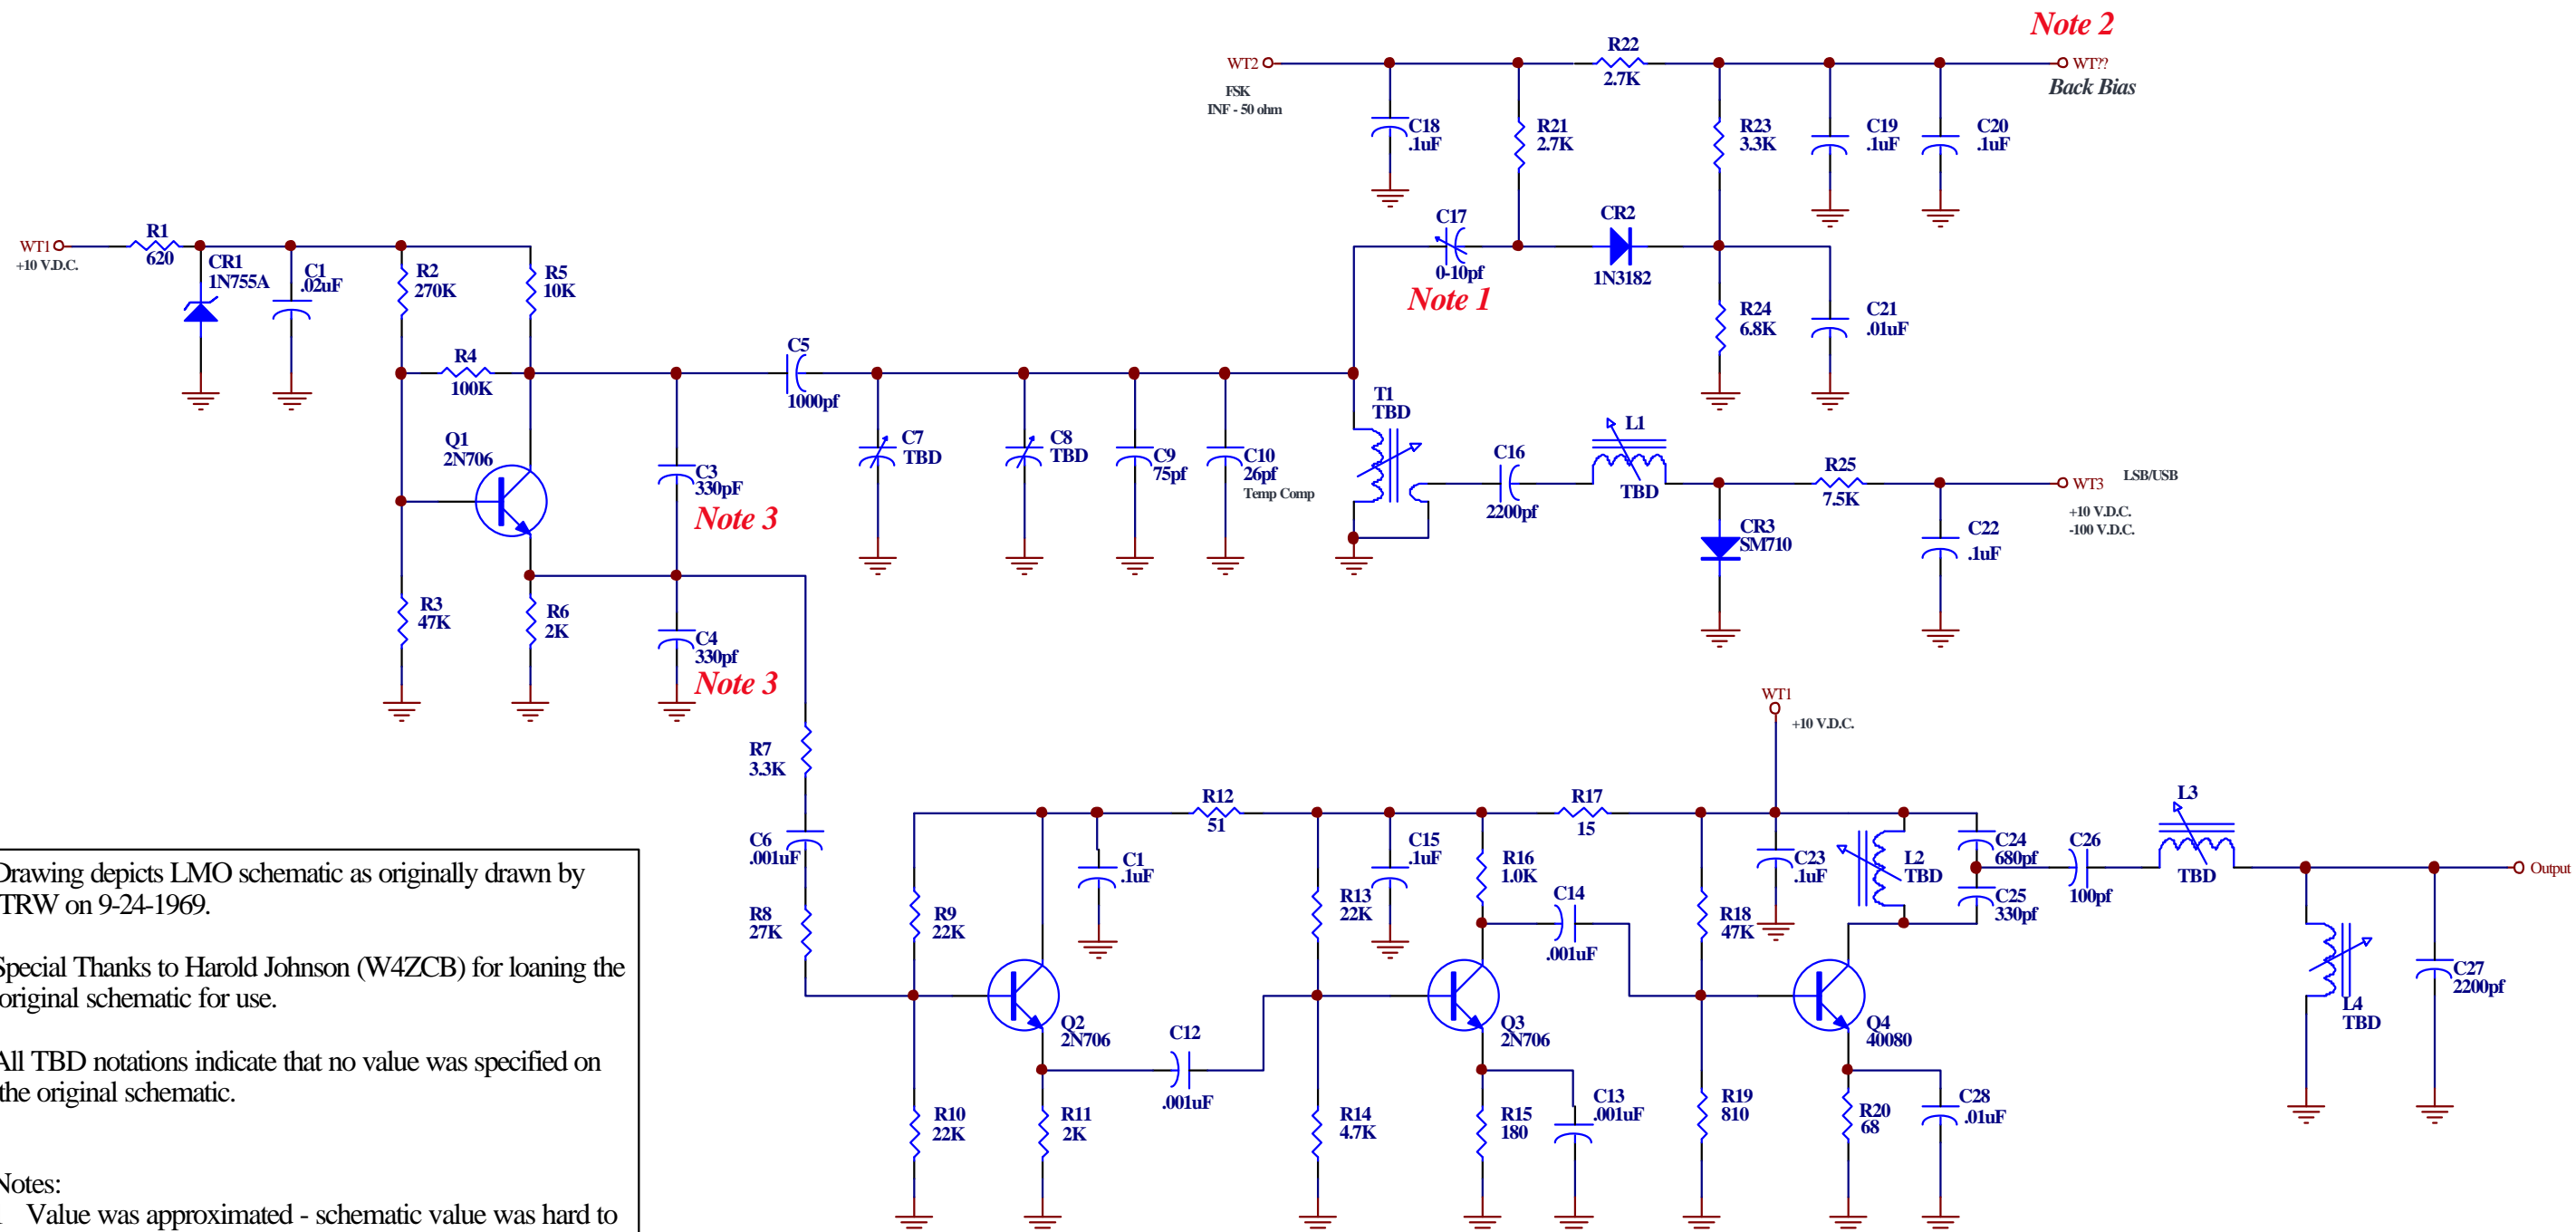 Note 2
WT2
FSK
INF - 50 ohm
R22
2.7K
WT??
Back Bias
C18
.1uF
R21
2.7K
R23
3.3K
C19
.1uF
C20
.1uF
WT1
+10 V.D.C.
R1
620
CR1
1N755A
C1
.02uF
R2
270K
R5
10K
C17
0-10pf
Note 1
CR2
1N3182
R24
6.8K
C21
.01uF
R4
100K
C5
1000pf
Q1
2N706
C3
330pF
Note 3
C7
TBD
C8
TBD
C9
75pf
C10
26pf
Temp Comp
T1
TBD
C16
2200pf
L1
TBD
R25
7.5K
CR3
SM710
WT3
LSB/USB
+10 V.D.C.
-100 V.D.C.
C22
.1uF
R3
47K
R6
2K
C4
330pf
Note 3
WT1
+10 V.D.C.
R7
3.3K
C6
.001uF
R8
27K
R9
22K
C1
.1uF
R12
51
R13
22K
C15
.1uF
R16
1.0K
R17
15
C14
.001uF
R18
47K
C23
.1uF
L2
TBD
C24
680pf
C25
330pf
C26
100pf
L3
TBD
Output
Q2
2N706
C12
.001uF
Q3
2N706
Q4
40080
L4
TBD
C27
2200pf
R10
22K
R11
2K
R14
4.7K
R15
180
C13
.001uF
R19
810
R20
68
C28
.01uF
Drawing depicts LMO schematic as originally drawn by
TRW on 9-24-1969.
Special Thanks to Harold Johnson (W4ZCB) for loaning the
original schematic for use.
All TBD notations indicate that no value was specified on
the original schematic.
Notes:
Value was approximated - schematic value was hard to